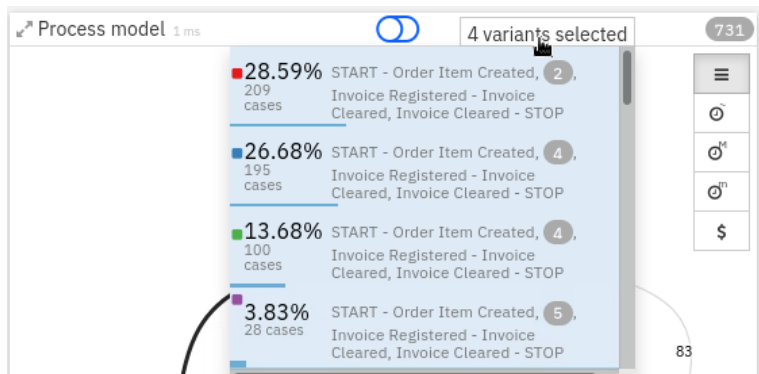 Process model 1 ms
4 variants selected
731
28.59% START - Order Item Created, 2,
209 Invoice Registered - Invoice
cases Cleared, Invoice Cleared - STOP
26.68% START - Order Item Created, 4,
195 Invoice Registered - Invoice
cases Cleared, Invoice Cleared - STOP
13.68% START - Order Item Created, 4,
100 Invoice Registered - Invoice
cases Cleared, Invoice Cleared - STOP
3.83% START - Order Item Created, 5,
28 cases Invoice Registered - Invoice
Cleared, Invoice Cleared - STOP
M
m
$
83